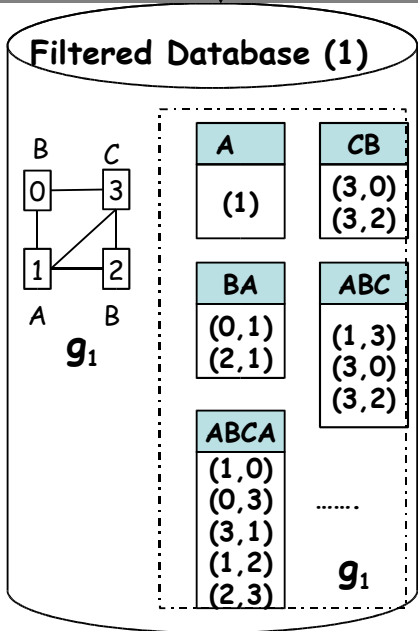 Filtered Database (1)
B C
0 3
1 2
A B
g1
A
(1)
CB
(3,0)
(3,2)
BA
(0,1)
(2,1)
ABC
(1,3)
(3,0)
(3,2)
ABCA
(1,0)
(0,3)
(3,1)
(1,2)
(2,3)
.......
g1